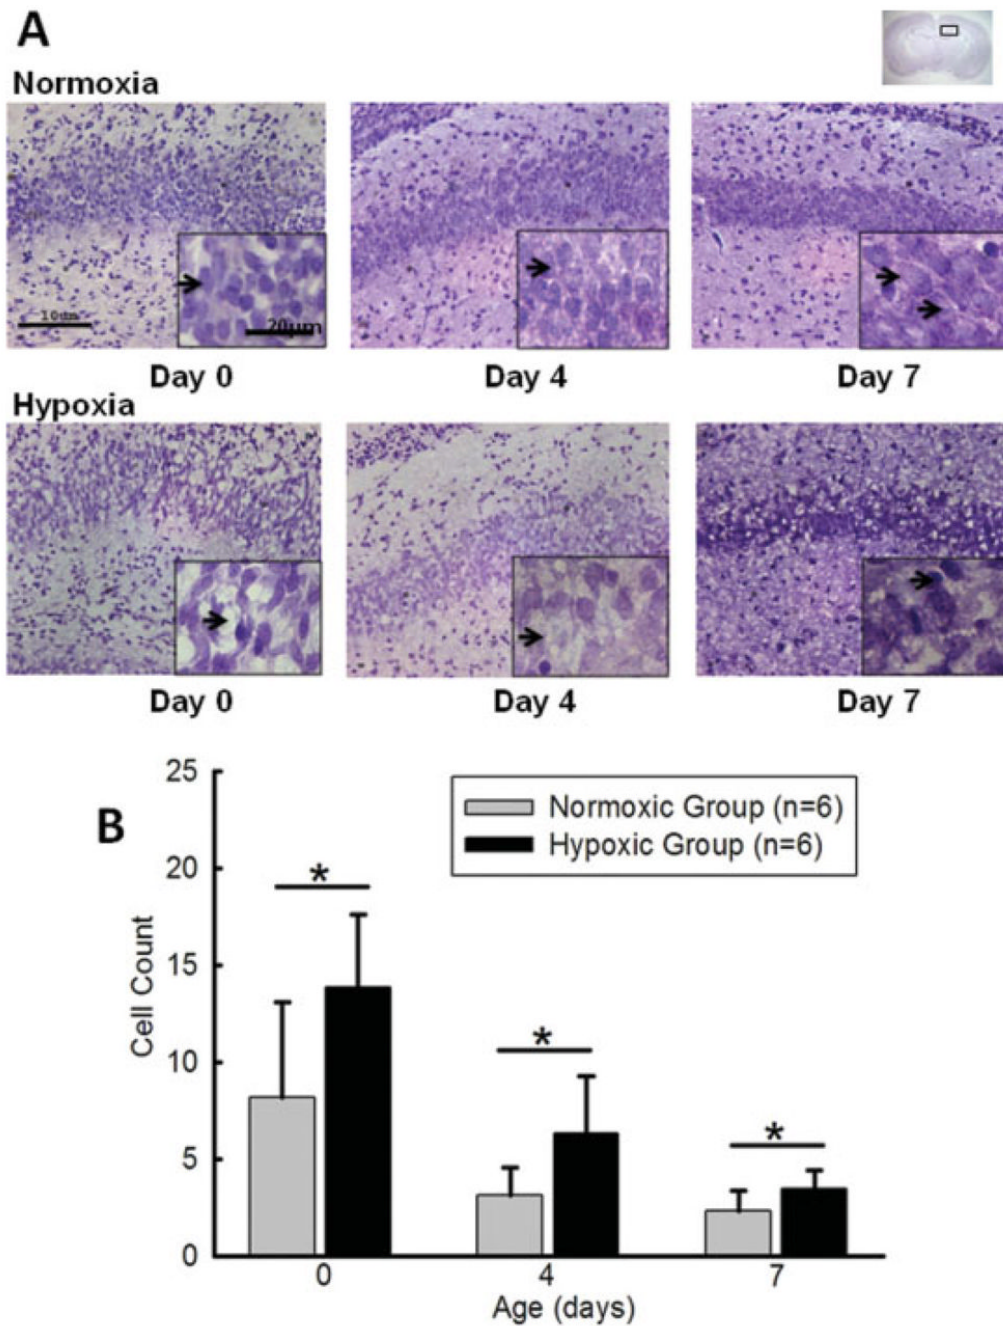 A
Normoxia
10um
20µm
Day 0
Day 4
Day 7
Hypoxia
Day 0
Day 4
Day 7
B
25
20
15
10
5
0
Cell Count
Normoxic Group (n=6)
Hypoxic Group (n=6)
*
*
*
0
4
7
Age (days)